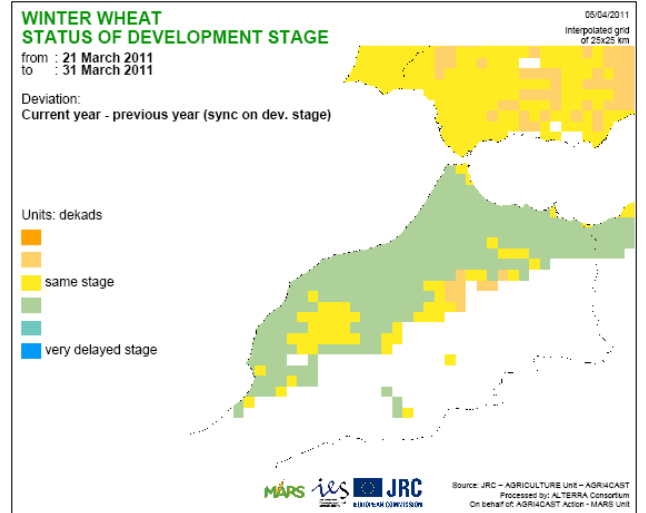 WINTER WHEAT
STATUS OF DEVELOPMENT STAGE
05/04/2011
Interpolated grid
of 25x25 km
from : 21 March 2011
to : 31 March 2011
Deviation:
Current year - previous year (sync on dev. stage)
Units: dekads
same stage
very delayed stage
MARS ies JRC
EUROPEAN COMMISSION
Source: JRC – AGRICULTURE Unit – AGRI4CAST
Processed by: ALTERRA Consortium
On behalf of: AGRI4CAST Action - MARS Unit